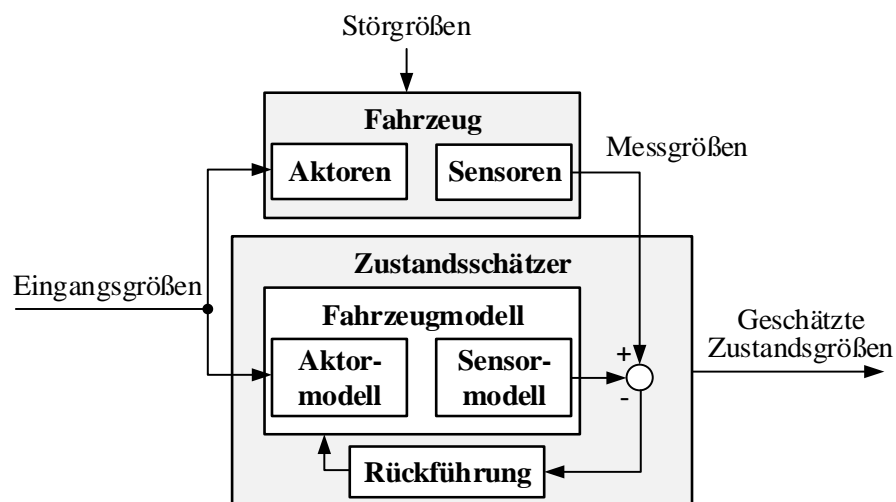 Störgrößen
Fahrzeug
Aktoren
Sensoren
Messgrößen
Eingangsgrößen
Zustandsschätzer
Fahrzeugmodell
Aktor-
modell
Sensor-
modell
+
-
Rückführung
Geschätzte
Zustandsgrößen